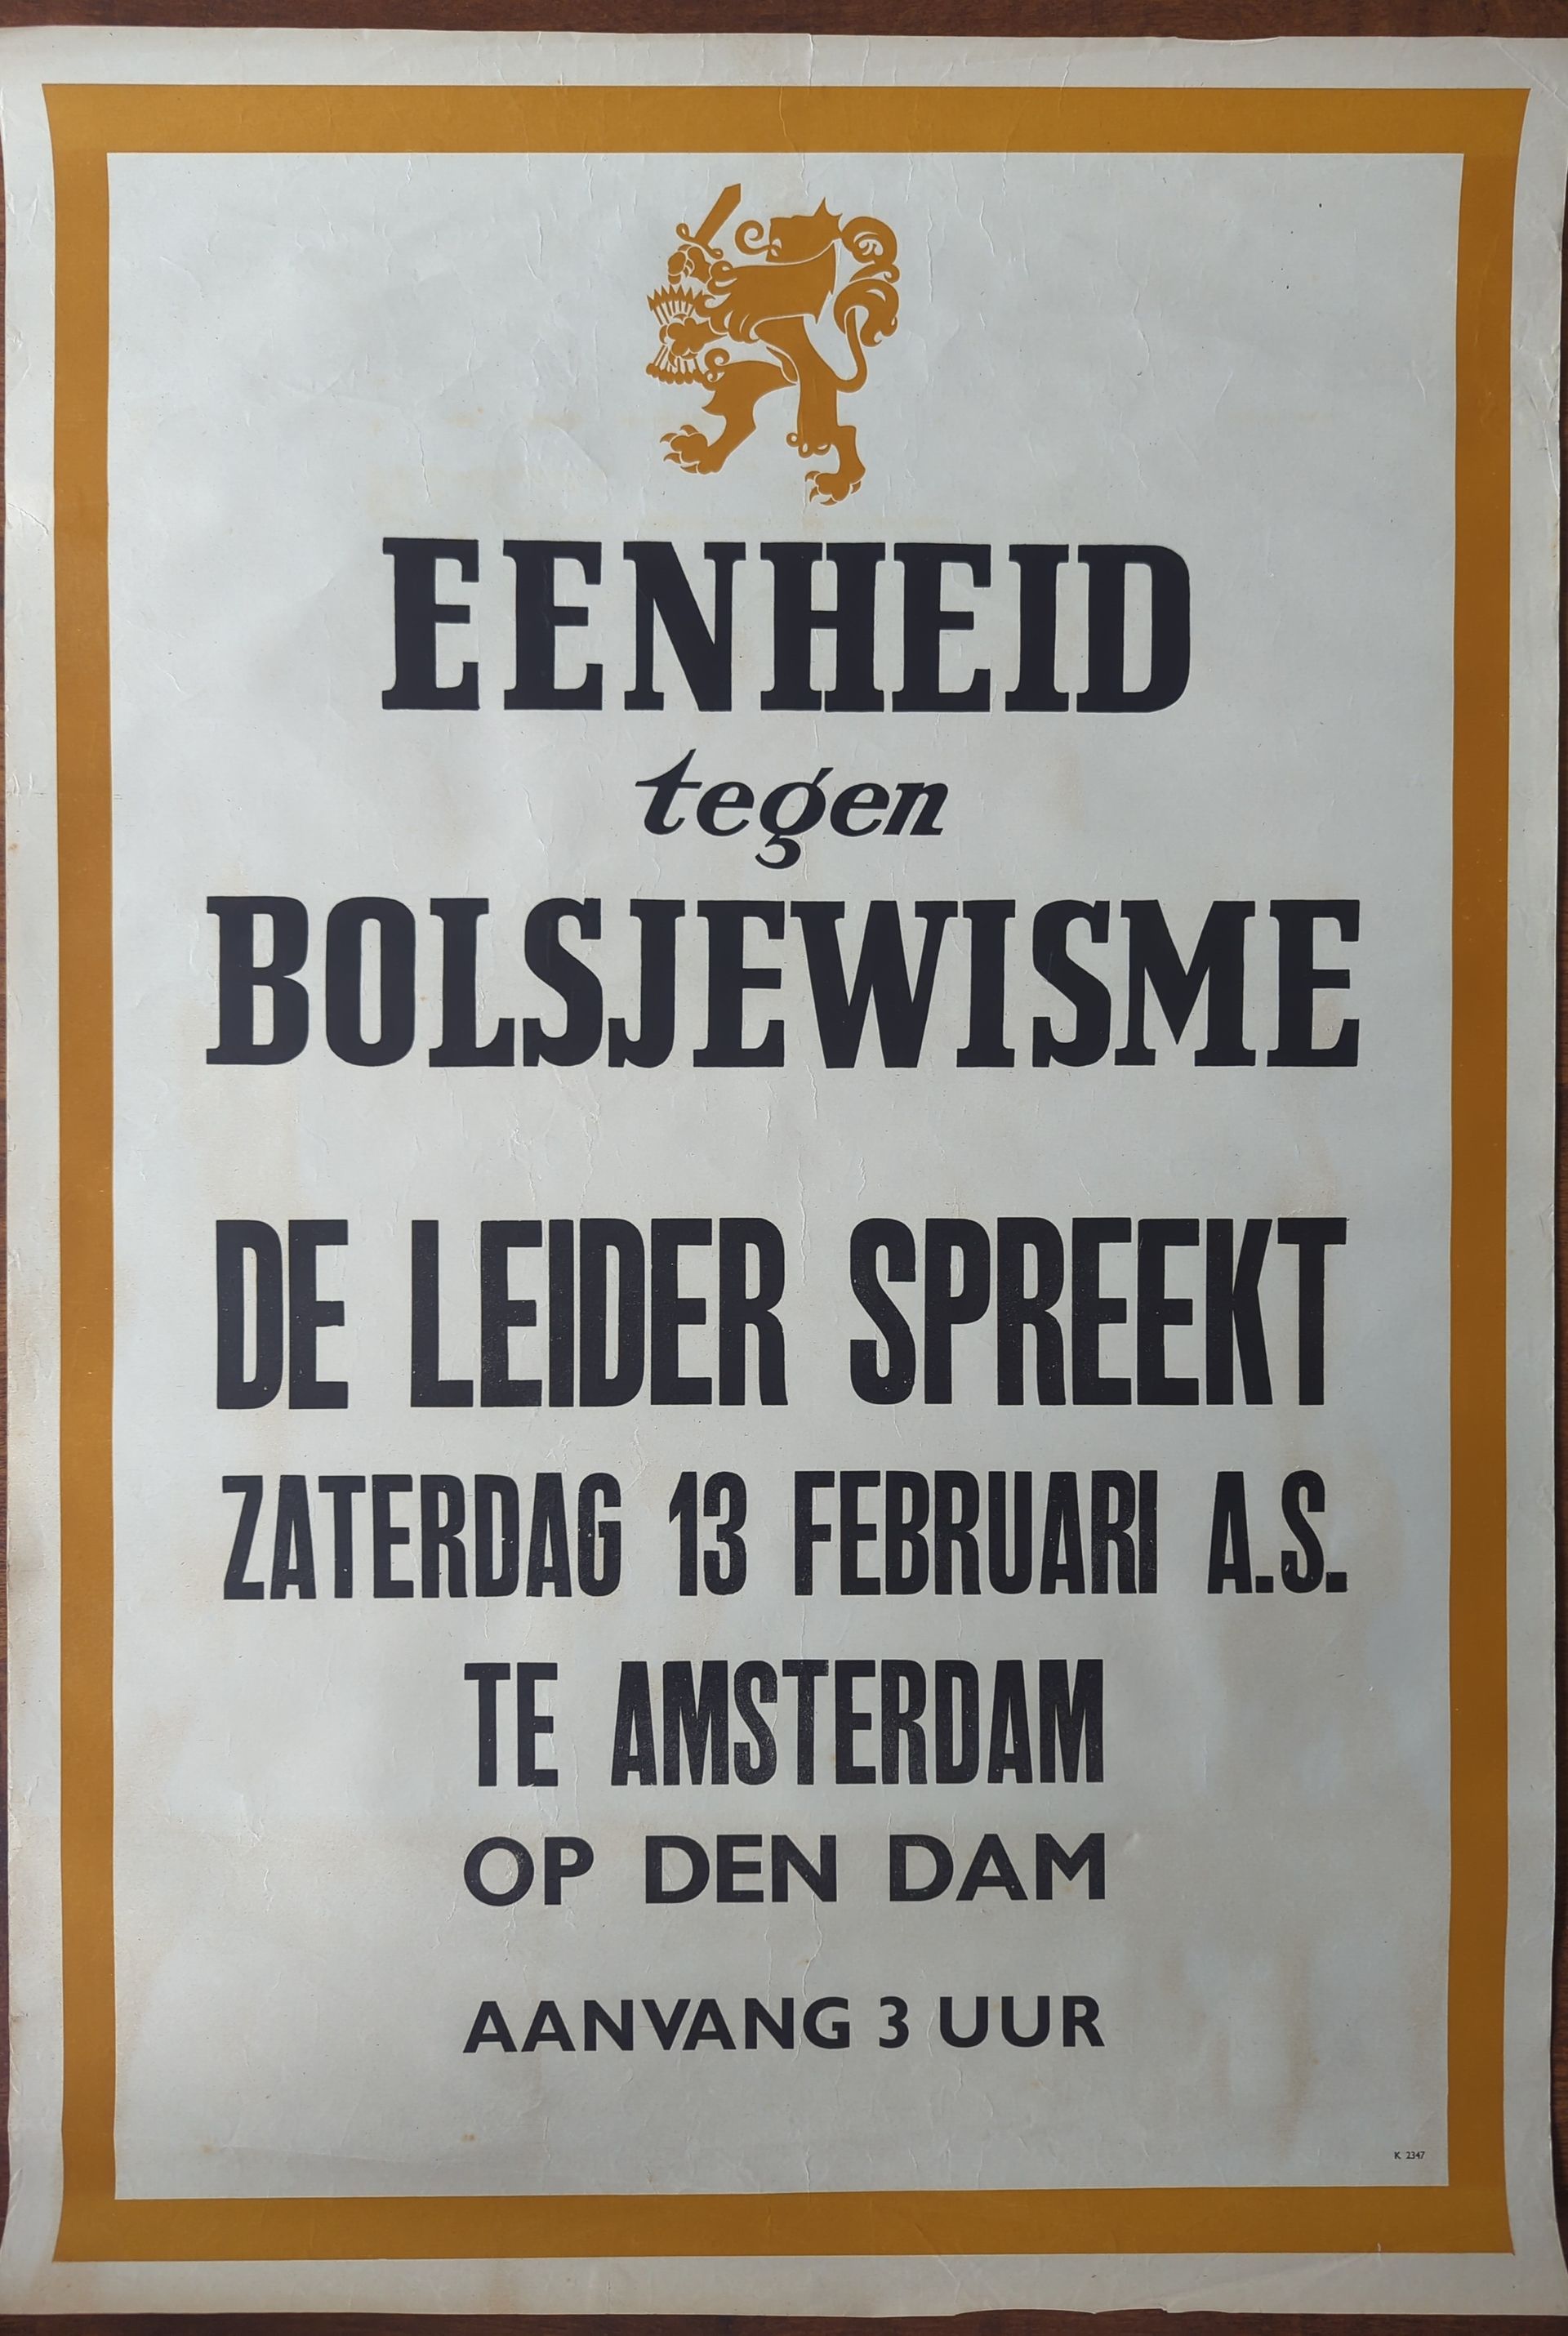 EENHEID
tegen
BOLSJEWISME
DE LEIDER SPREEKT
ZATERDAG 13 FEBRUARI A.S.
TE AMSTERDAM
OP DEN DAM
AANVANG 3 UUR
K 2347